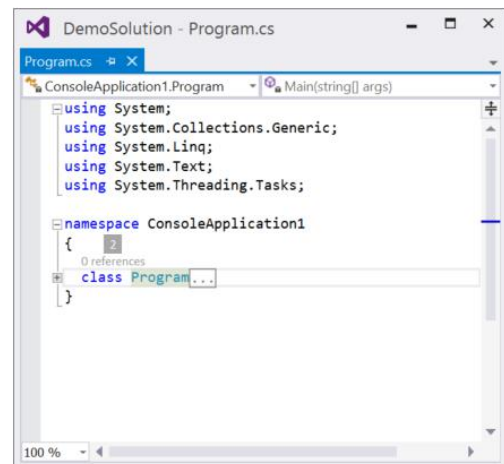 DemoSolution - Program.cs
Program.cs
ConsoleApplication1.Program Main(string[] args)
using System;
using System.Collections.Generic;
using System.Linq;
using System.Text;
using System.Threading.Tasks;
namespace ConsoleApplication1
{ 2
0 references
class Program...
}
100 %